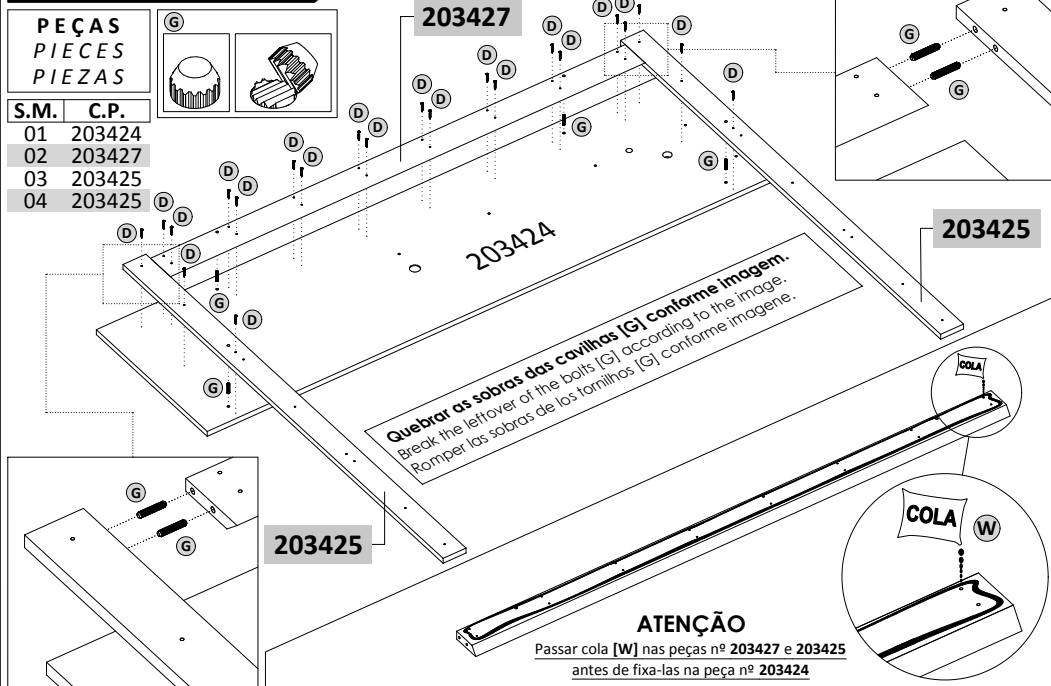 PEÇAS
PIECES
PIEZAS
S.M. C.P.
01 203424
02 203427
03 203425
04 203425
G
203427
D D
D D
D
D D
D D
D D
D D
D D
D D
D D
D
D
D
G
G
G
G
D
203424
203425
G
G
Quebrar as sobras das cavilhas [G] conforme imagem.
Break the leftover of the bolts [G] according to the image.
Romper las sobras de los tornilhos [G] conforme imagene.
COLA
G
G
203425
COLA W
ATENÇÃO
Passar cola [W] nas peças nº 203427 e 203425
antes de fixa-las na peça nº 203424